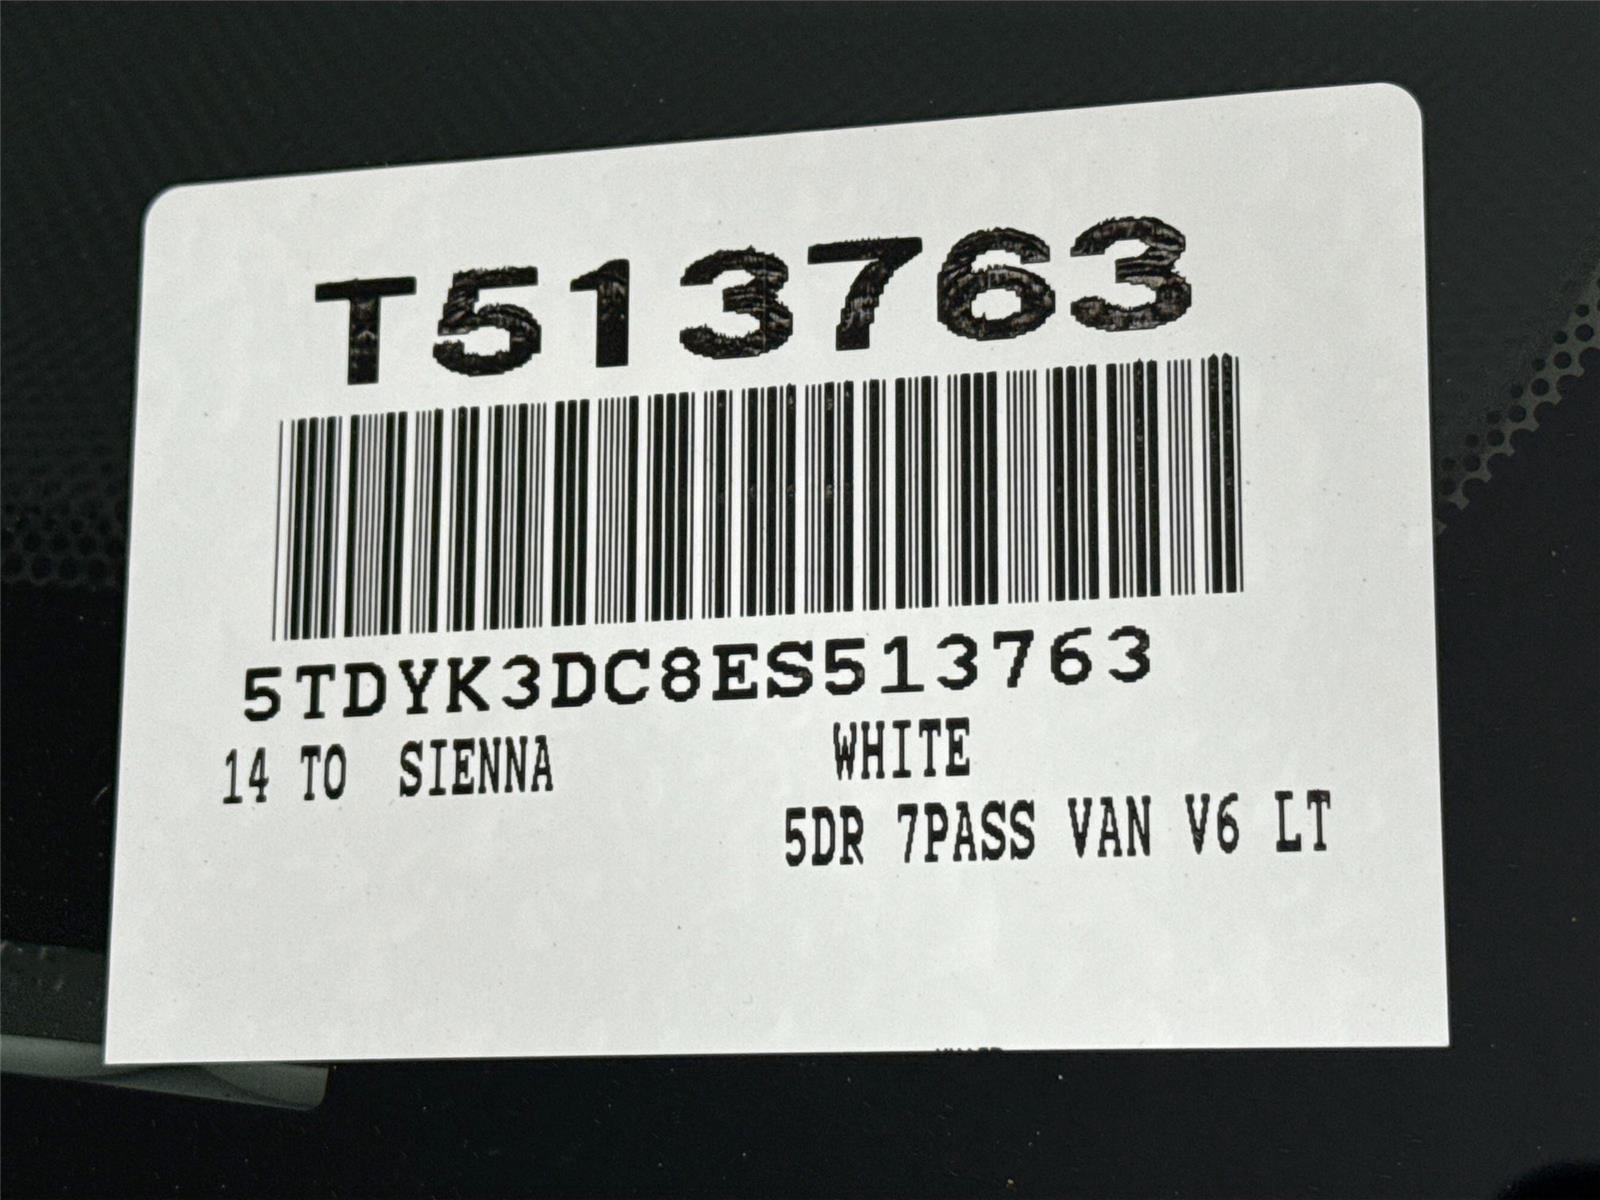 T513763
5TDYK3DC8ES513763
14 TO SIENNA WHITE
5DR 7PASS VAN V6 LT